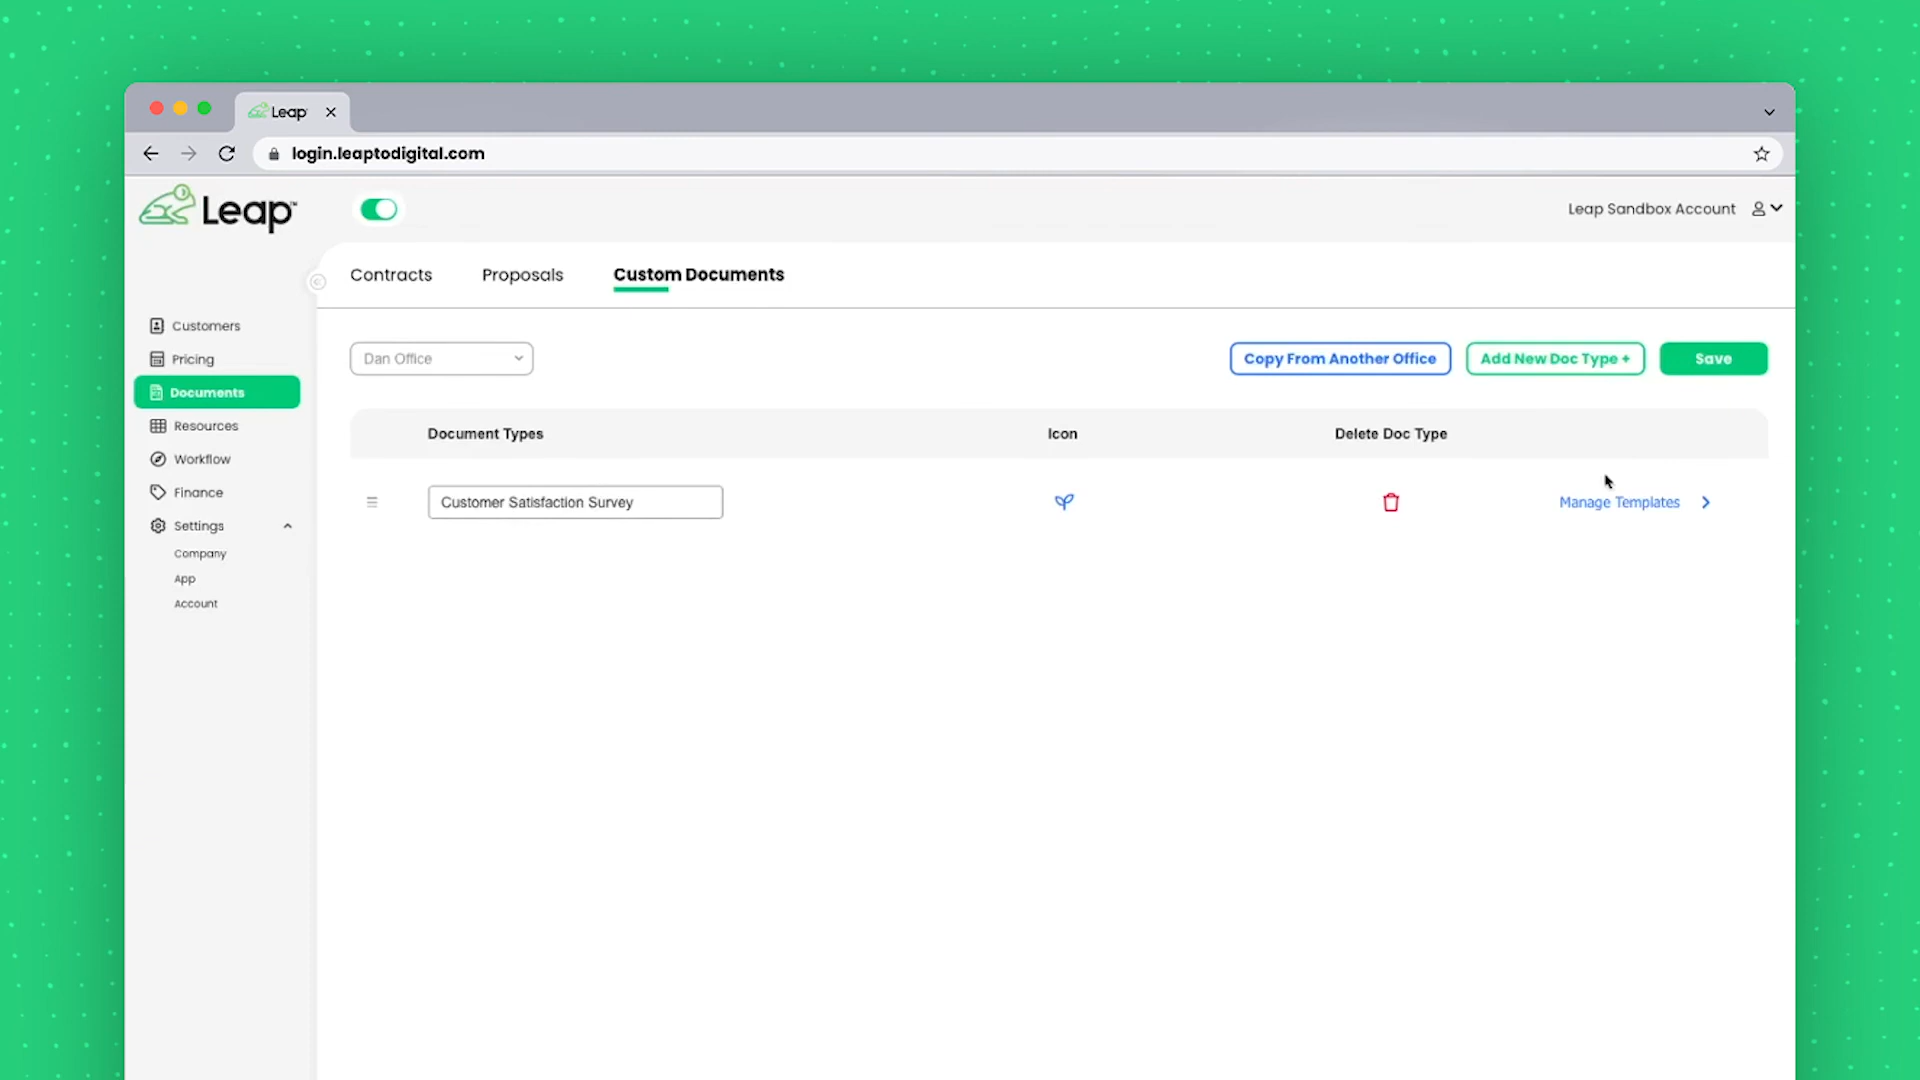 Leap
login.leaptodigital.com
Leap™
Leap Sandbox Account
Contracts
Proposals
Custom Documents
Customers
Pricing
Documents
Resources
Workflow
Finance
Settings
Company
App
Account
Dan Office
Copy From Another Office
Add New Doc Type +
Save
Document Types
Icon
Delete Doc Type
Customer Satisfaction Survey
Manage Templates